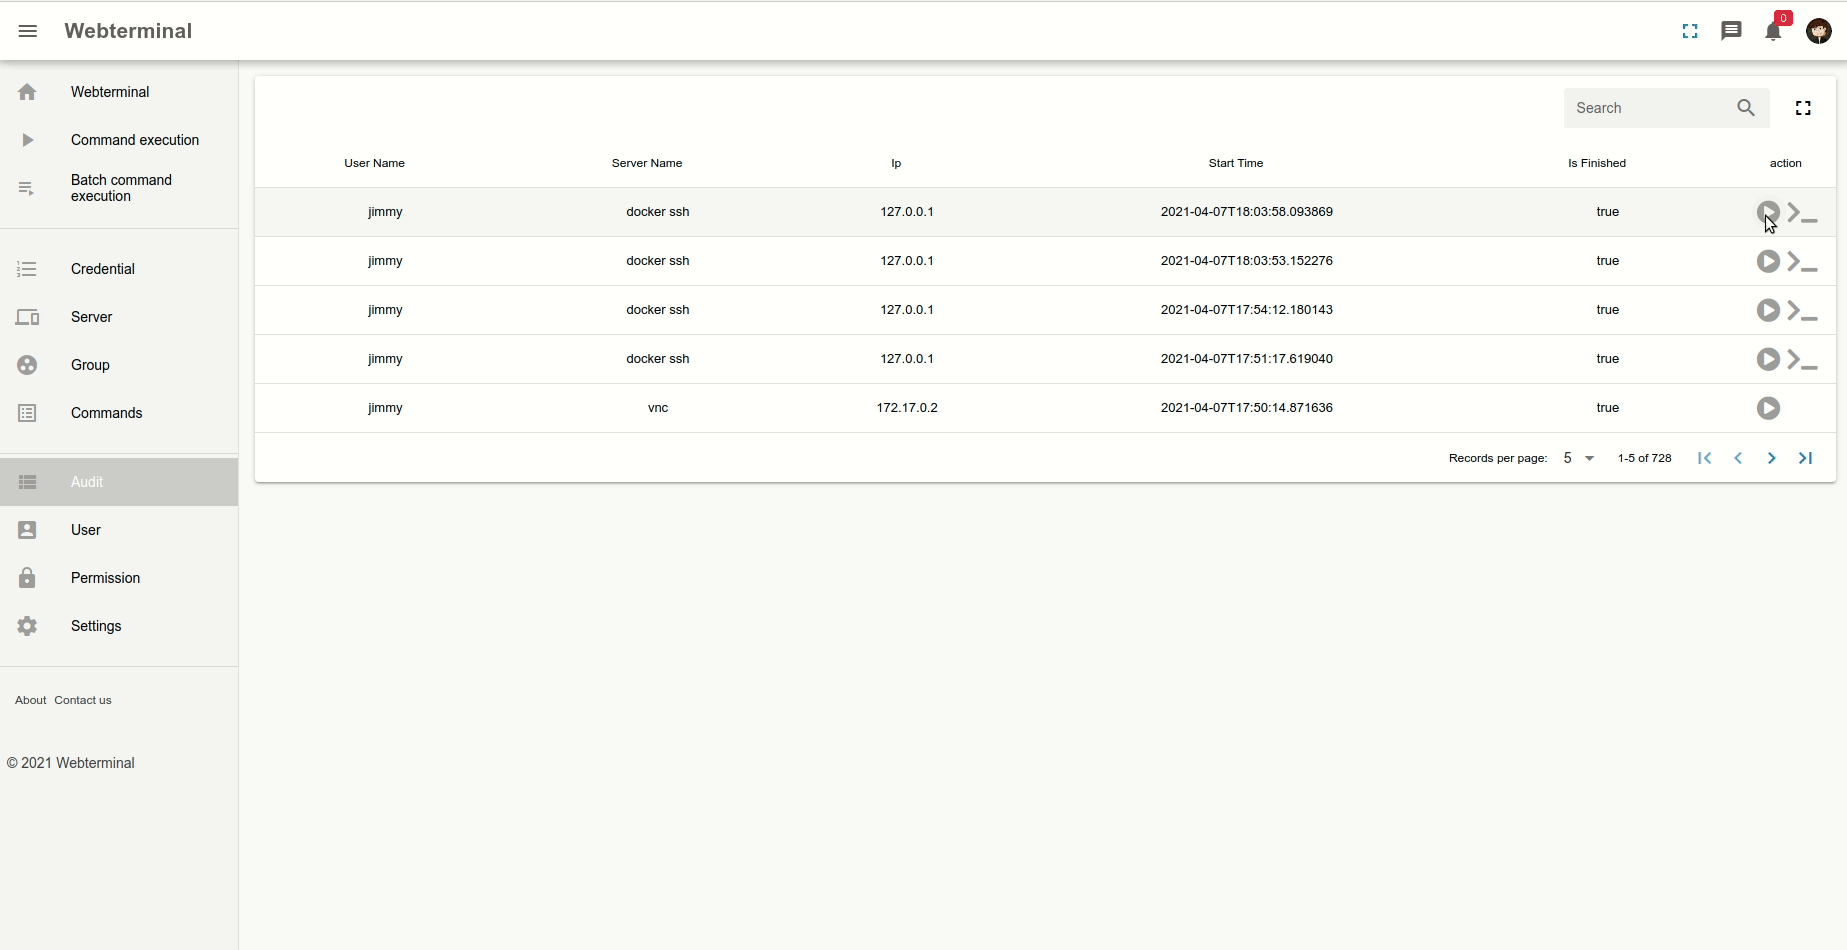 Webterminal
0
Webterminal
Command execution
Batch command
execution
Credential
Server
Group
Commands
Audit
User
Permission
Settings
About Contact us
© 2021 Webterminal
Search
User Name Server Name Ip Start Time Is Finished action
jimmy docker ssh 127.0.0.1 2021-04-07T18:03:58.093869 true
jimmy docker ssh 127.0.0.1 2021-04-07T18:03:53.152276 true
jimmy docker ssh 127.0.0.1 2021-04-07T17:54:12.180143 true
jimmy docker ssh 127.0.0.1 2021-04-07T17:51:17.619040 true
jimmy vnc 172.17.0.2 2021-04-07T17:50:14.871636 true
Records per page: 5 1-5 of 728